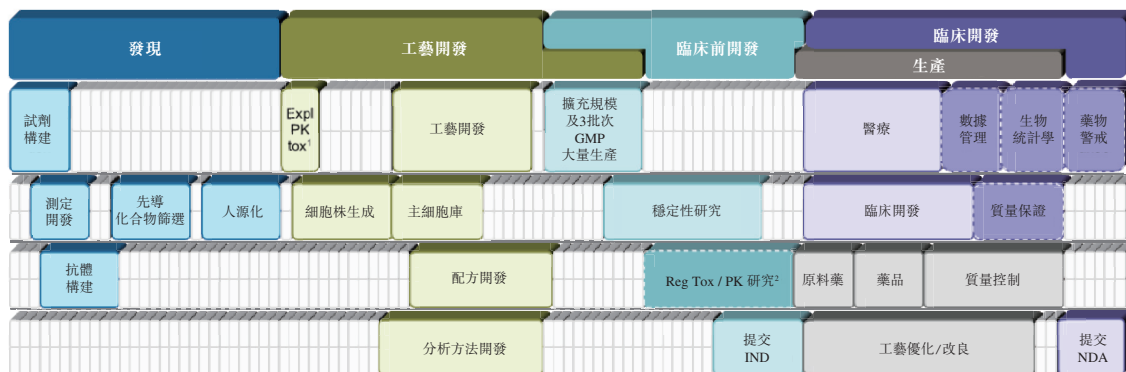 發現
工藝開發
臨床前開發
臨床開發
生產
試劑
構建
Expl
PK
tox¹
工藝開發
擴充規模
及3批次
GMP
大量生產
醫療
數據
管理
生物
統計學
藥物
警戒
測定
開發
先導
化合物篩選
人源化
細胞株生成
主細胞庫
穩定性研究
臨床開發
質量保證
抗體
構建
配方開發
Reg Tox / PK 研究²
原料藥
藥品
質量控制
分析方法開發
提交
IND
工藝優化/改良
提交
NDA